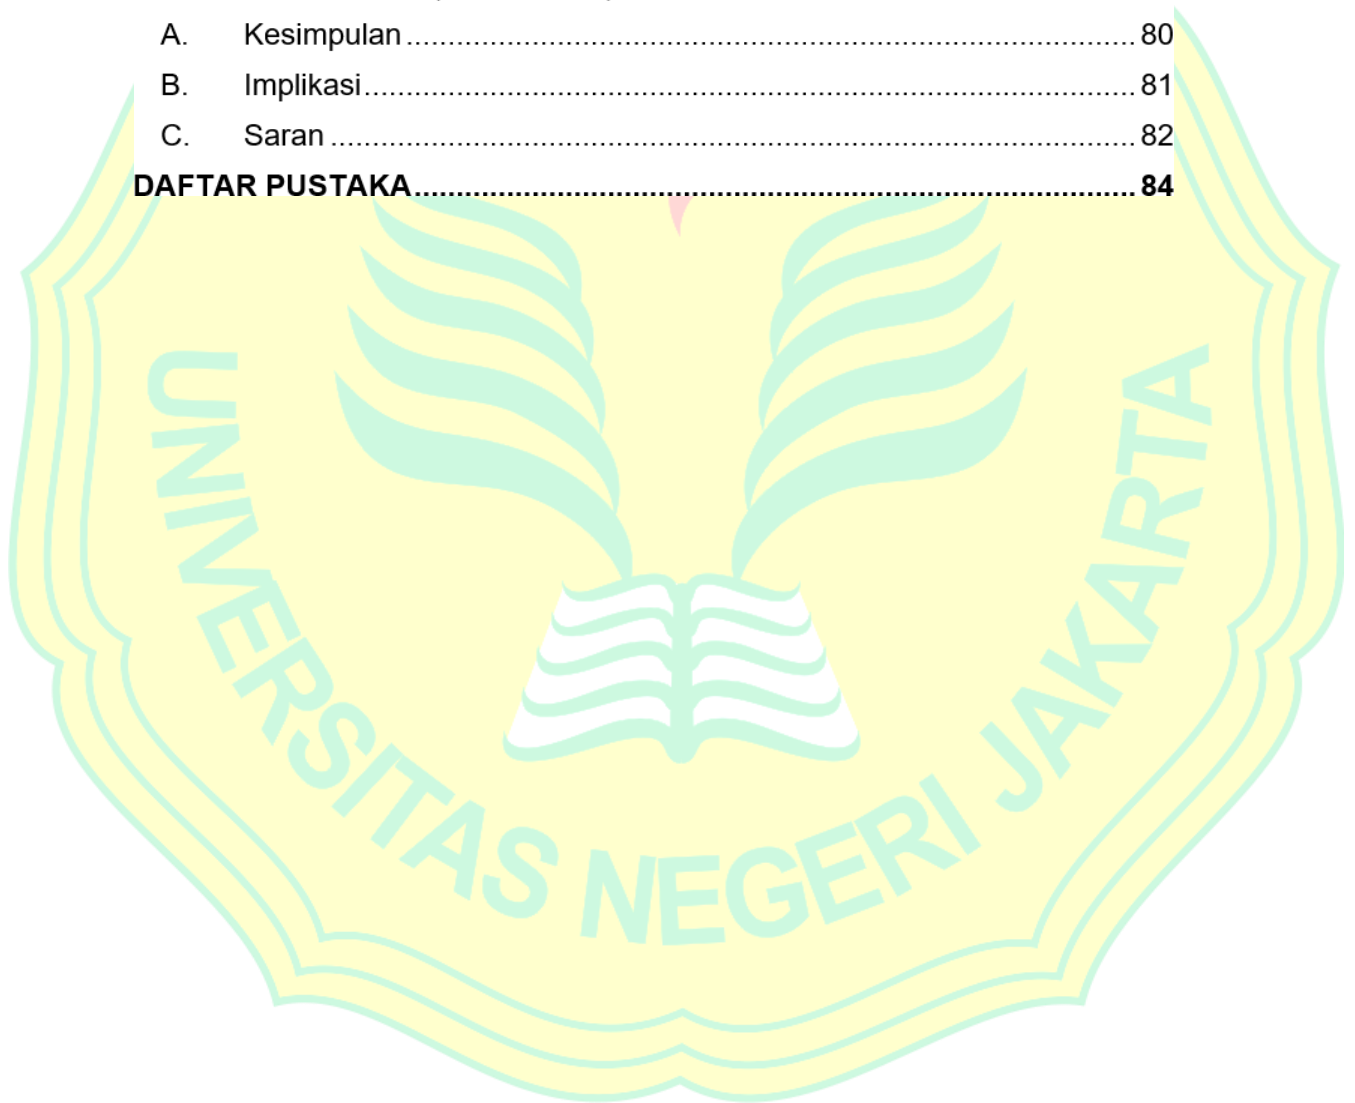 A. Kesimpulan ........................................................................................ 80
B. Implikasi ............................................................................................. 81
C. Saran ................................................................................................. 82
DAFTAR PUSTAKA ....................................................................................... 84
UNIVERSITAS NEGERI JAKARTA